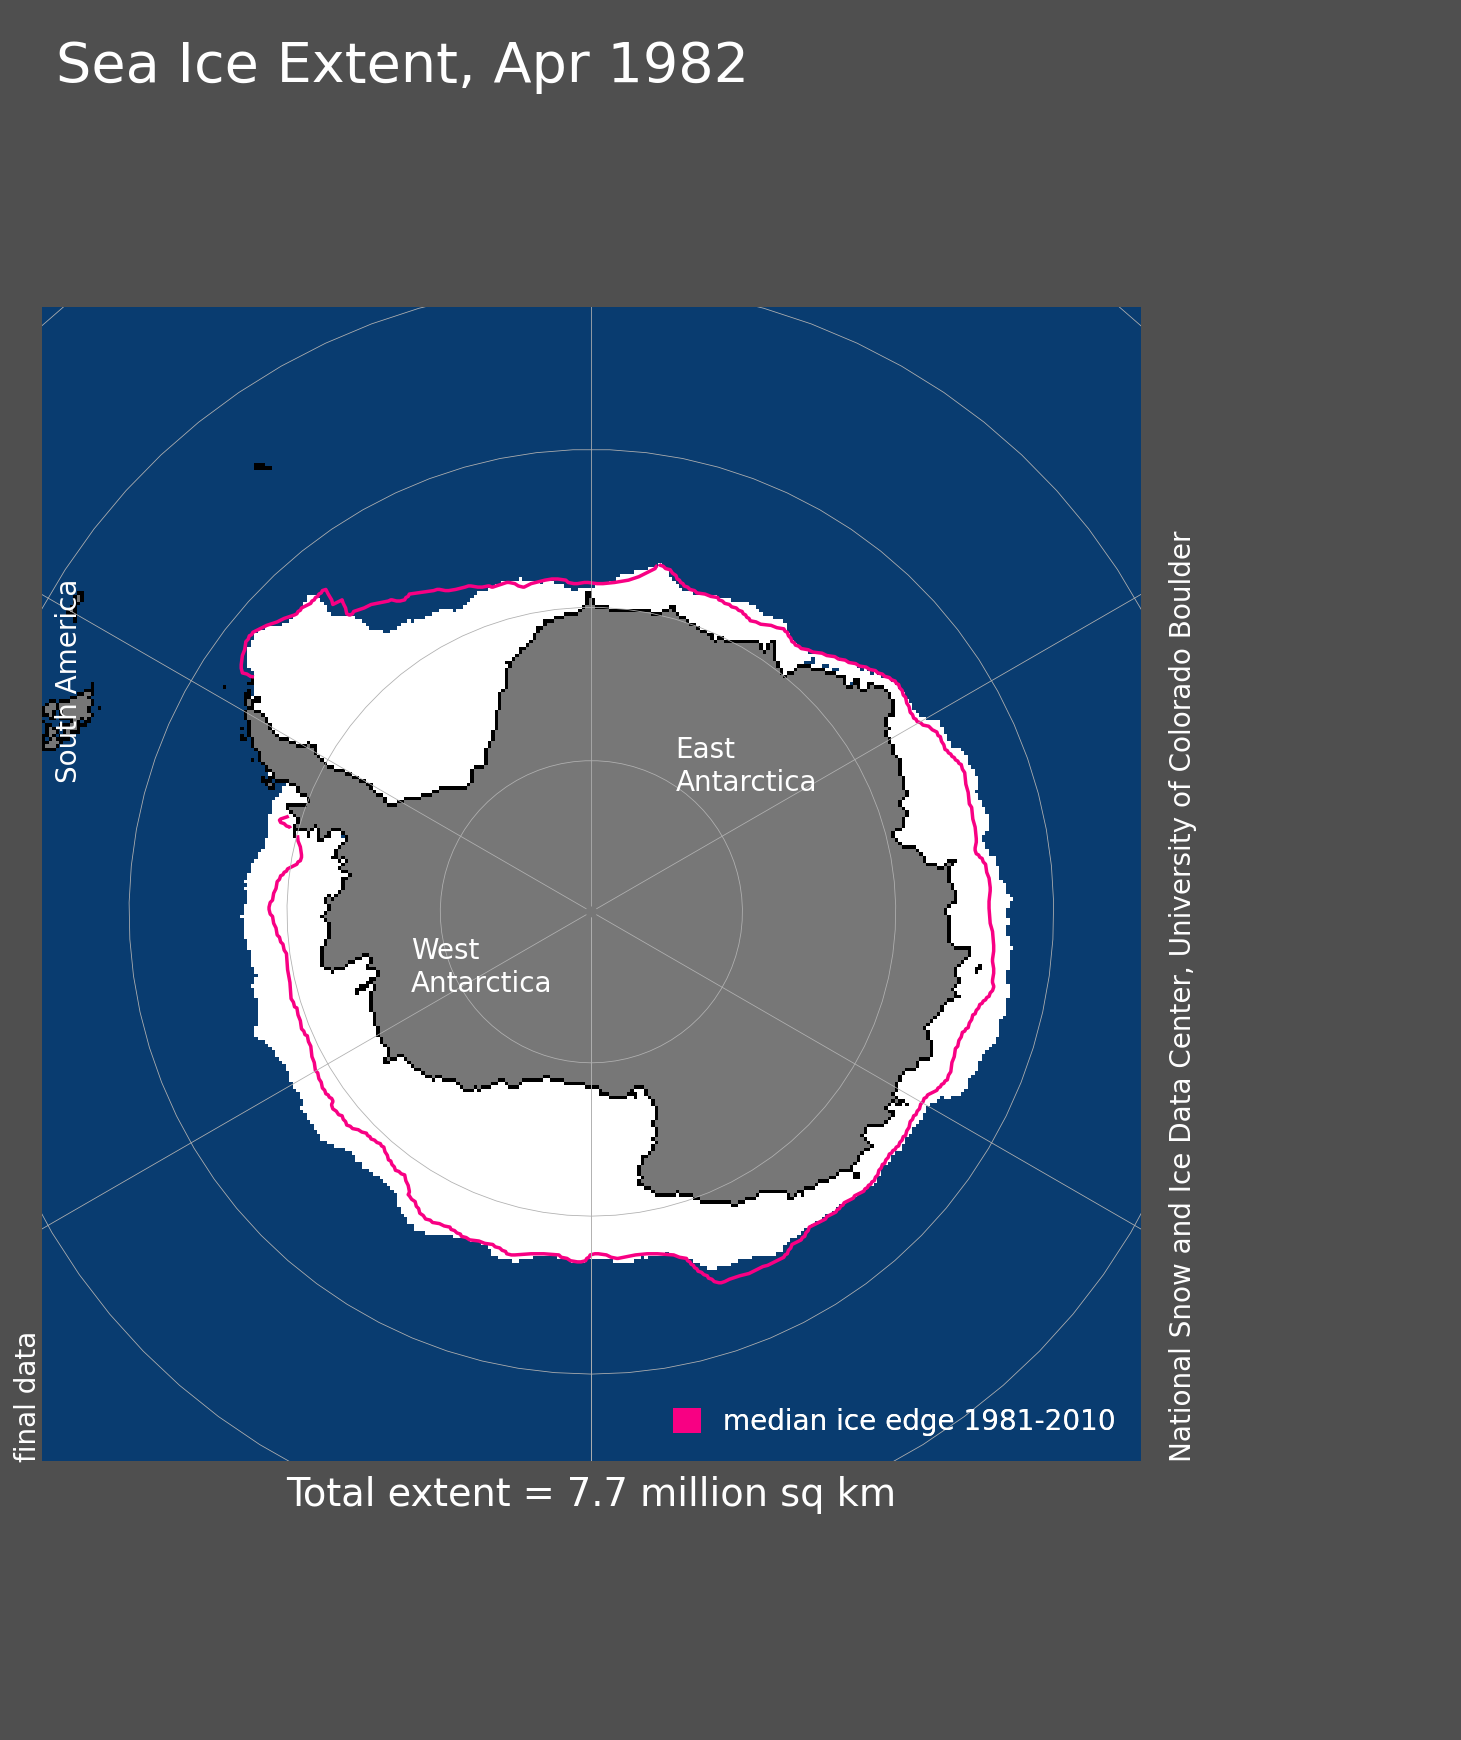 Sea Ice Extent, Apr 1982
South America
East
Antarctica
West
Antarctica
final data
median ice edge 1981-2010
National Snow and Ice Data Center, University of Colorado Boulder
Total extent = 7.7 million sq km